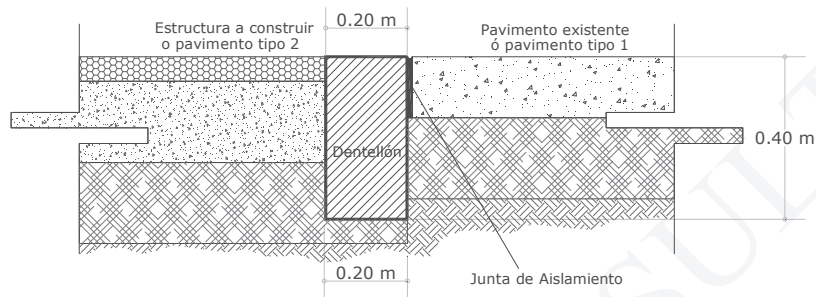 0.20 m
Estructura a construir
o pavimento tipo 2
Pavimento existente
ó pavimento tipo 1
Dentellón
0.40 m
0.20 m
Junta de Aislamiento
SULT